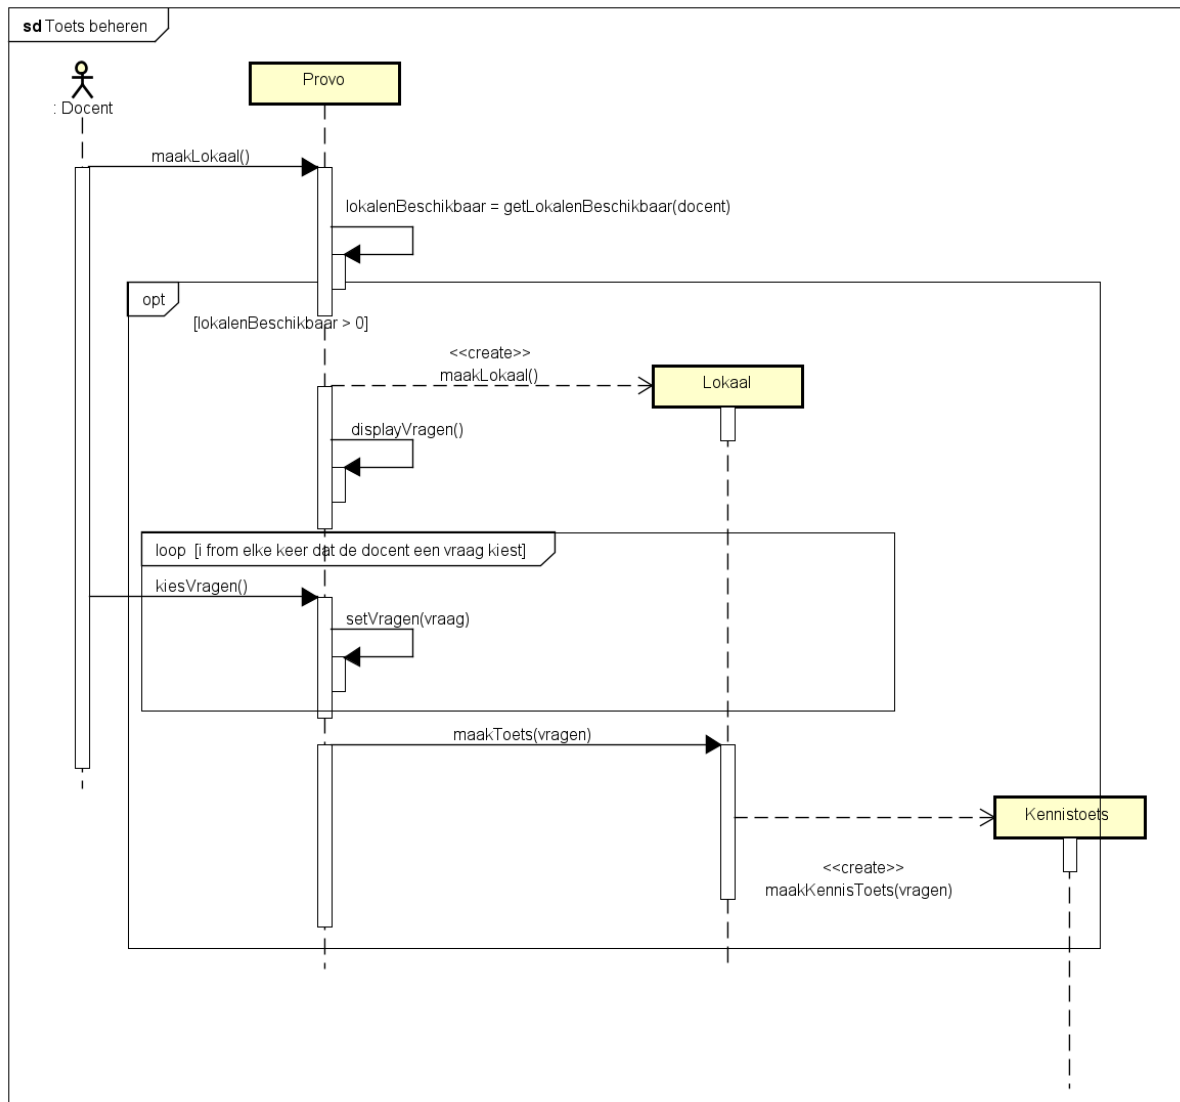 sd Toets beheren
: Docent
Provo
maakLokaal()
lokalenBeschikbaar = getLokalenBeschikbaar(docent)
opt
[lokalenBeschikbaar > 0]
<<create>>
maakLokaal()
Lokaal
displayVragen()
loop [i from elke keer dat de docent een vraag kiest]
kiesVragen()
setVragen(vraag)
maakToets(vragen)
Kennistoets
<<create>>
maakKennisToets(vragen)